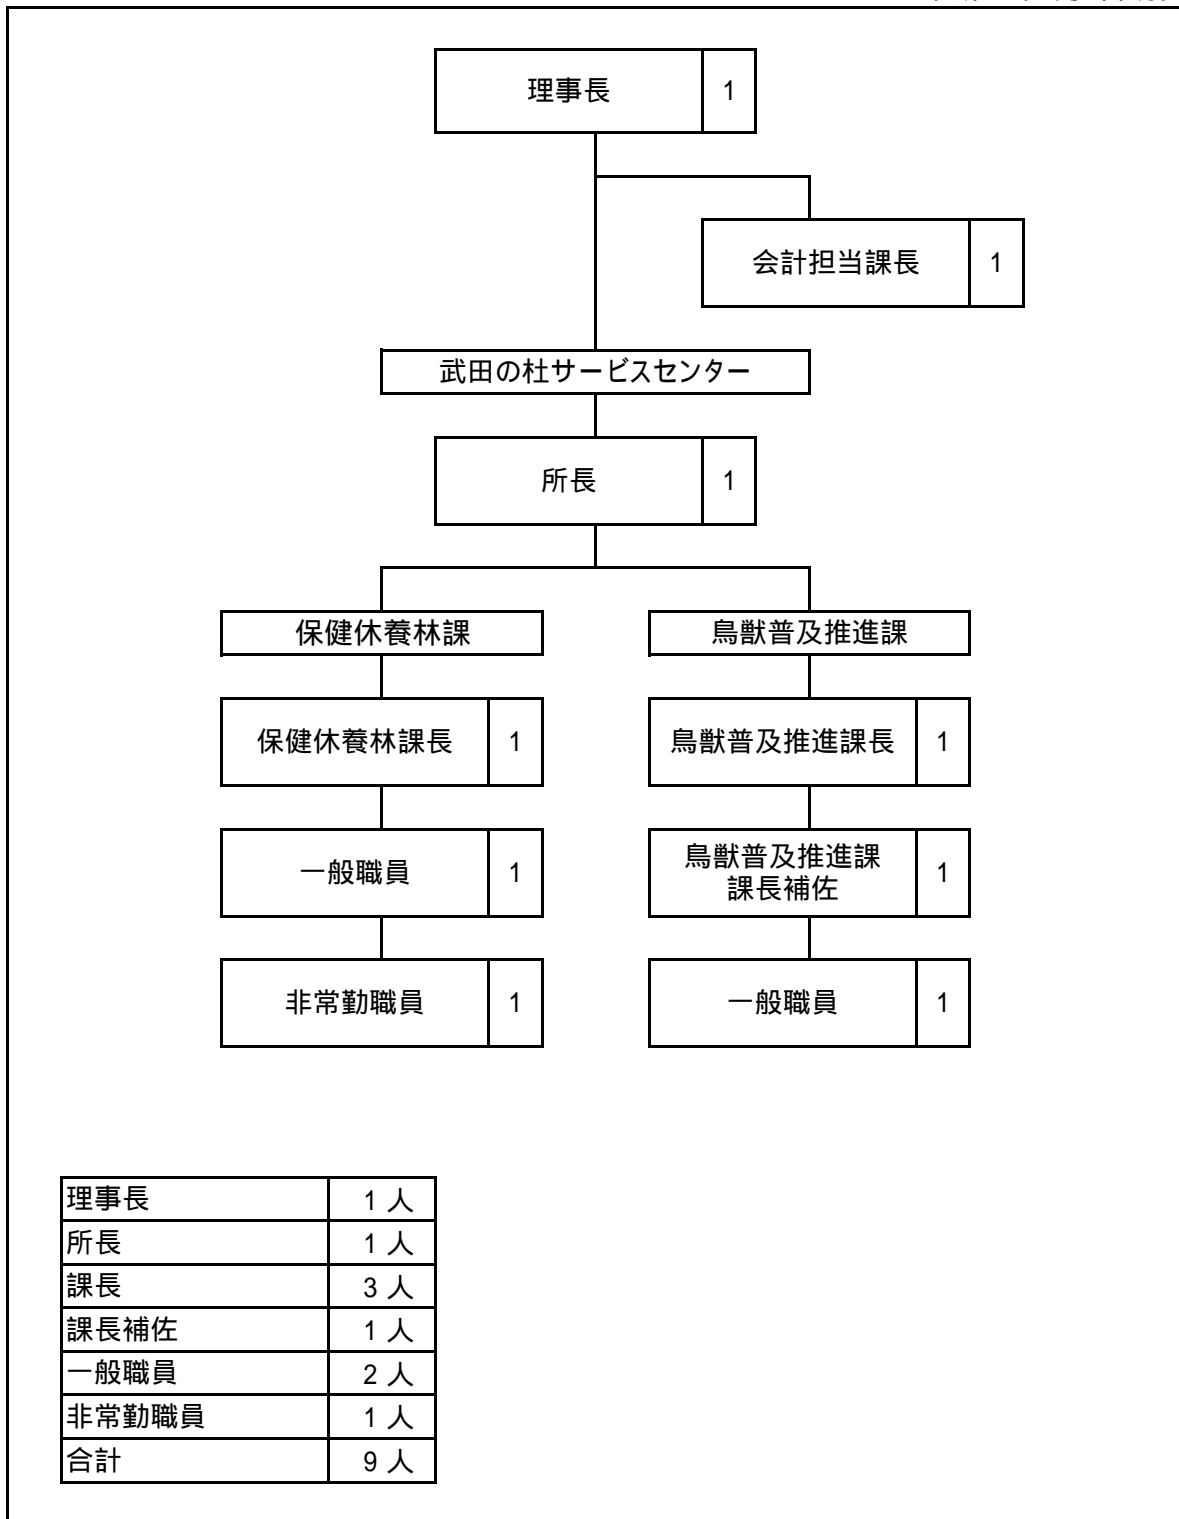 理事長 1
会計担当課長 1
武田の杜サービスセンター
所長 1
保健休養林課 鳥獣普及推進課
保健休養林課長 1 鳥獣普及推進課長 1
一般職員 1 鳥獣普及推進課
課長補佐 1
非常勤職員 1 一般職員 1
理事長 1 人
所長 1 人
課長 3 人
課長補佐 1 人
一般職員 2 人
非常勤職員 1 人
合計 9 人